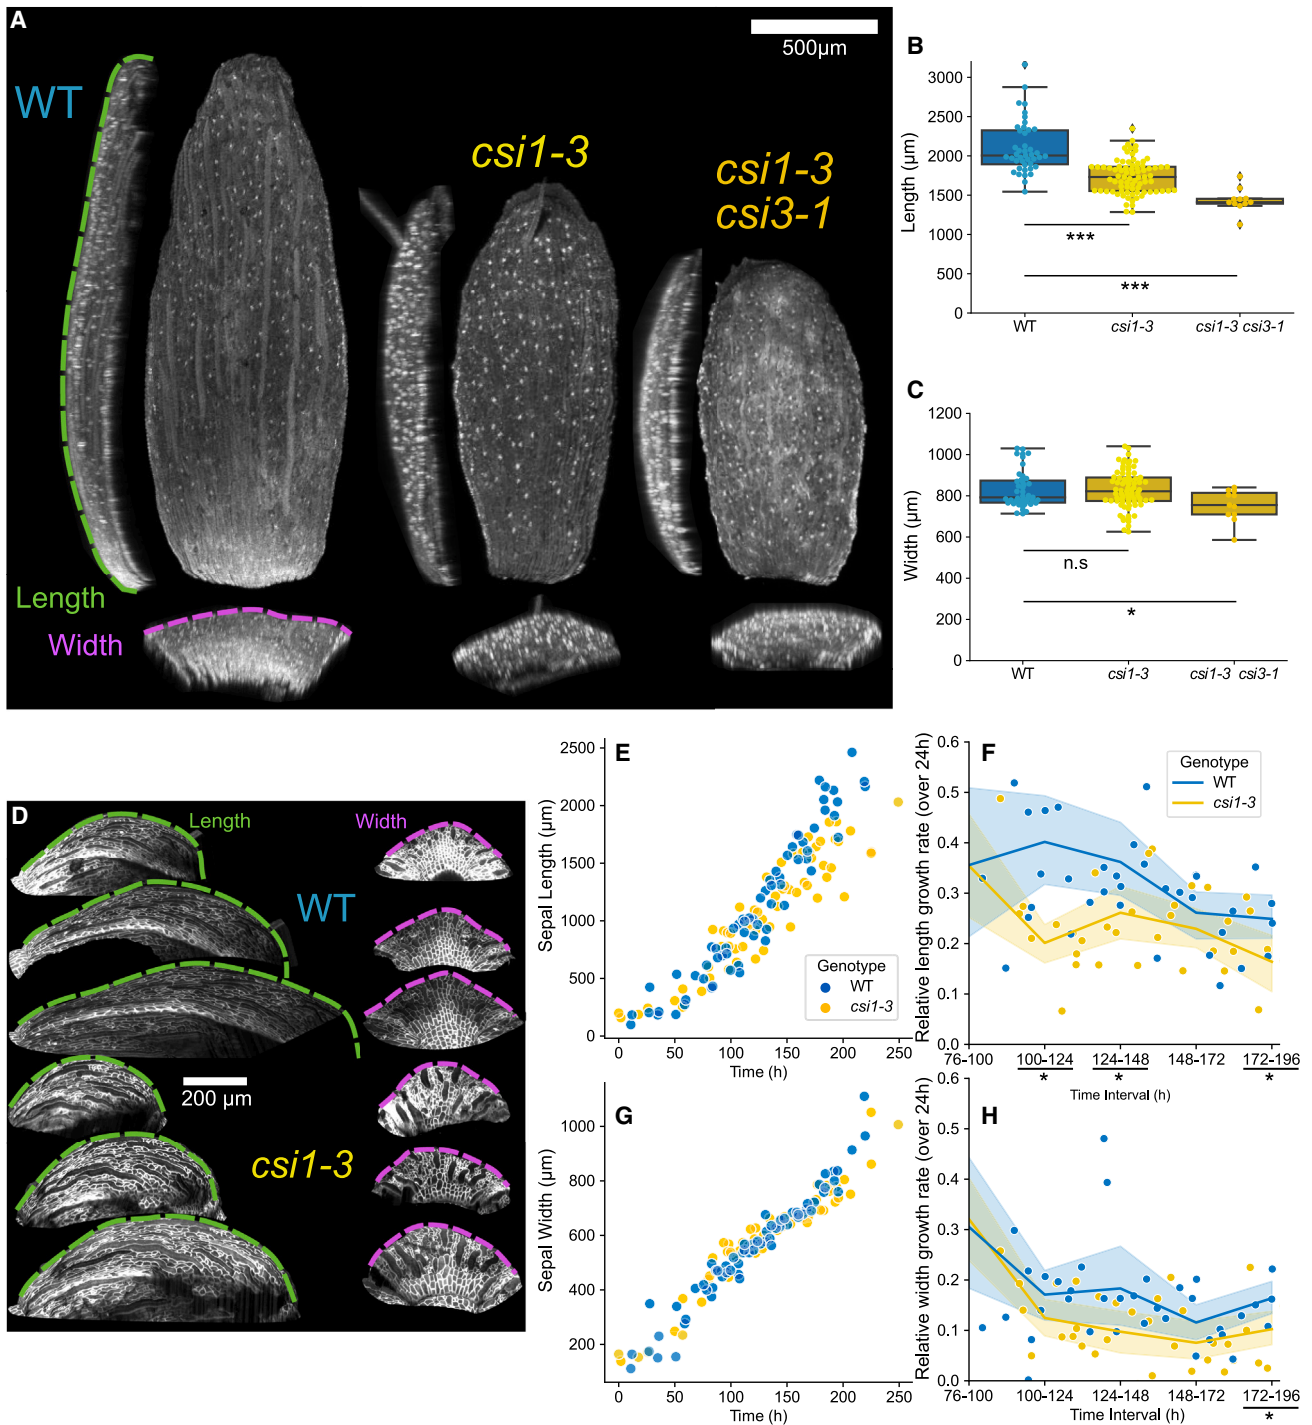 A
500µm
WT
csi1-3
csi1-3
csi3-1
Length
Width
B
Length (µm)
3000
2500
2000
1500
1000
500
0
***
***
WT
csi1-3
csi1-3 csi3-1
C
Width (µm)
1200
1000
800
600
400
200
0
n.s
*
WT
csi1-3
csi1-3 csi3-1
D
Length
Width
WT
200 µm
csi1-3
E
Sepal Length (µm)
2500
2000
1500
1000
500
0
Genotype
WT
csi1-3
0
50
100
150
200
250
Time (h)
F
Relative length growth rate (over 24h)
0.6
0.5
0.4
0.3
0.2
0.1
0.0
Genotype
WT
csi1-3
76-100
100-124
124-148
148-172
172-196
*
*
*
Time Interval (h)
G
Sepal Width (µm)
1000
800
600
400
200
0
50
100
150
200
250
Time (h)
H
Relative width growth rate (over 24h)
0.6
0.5
0.4
0.3
0.2
0.1
0.0
76-100
100-124
124-148
148-172
172-196
*
Time Interval (h)